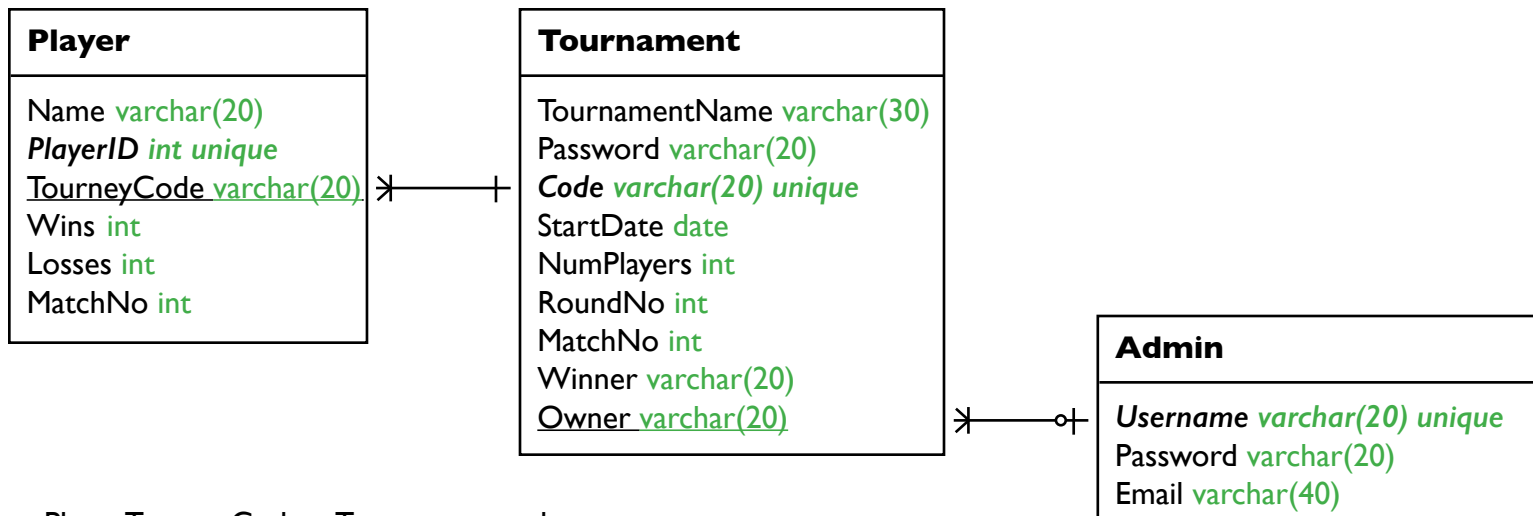 Player
Name varchar(20)
PlayerID int unique
TourneyCode varchar(20)
Wins int
Losses int
MatchNo int
Tournament
TournamentName varchar(30)
Password varchar(20)
Code varchar(20) unique
StartDate date
NumPlayers int
RoundNo int
MatchNo int
Winner varchar(20)
Owner varchar(20)
Admin
Username varchar(20) unique
Password varchar(20)
Email varchar(40)